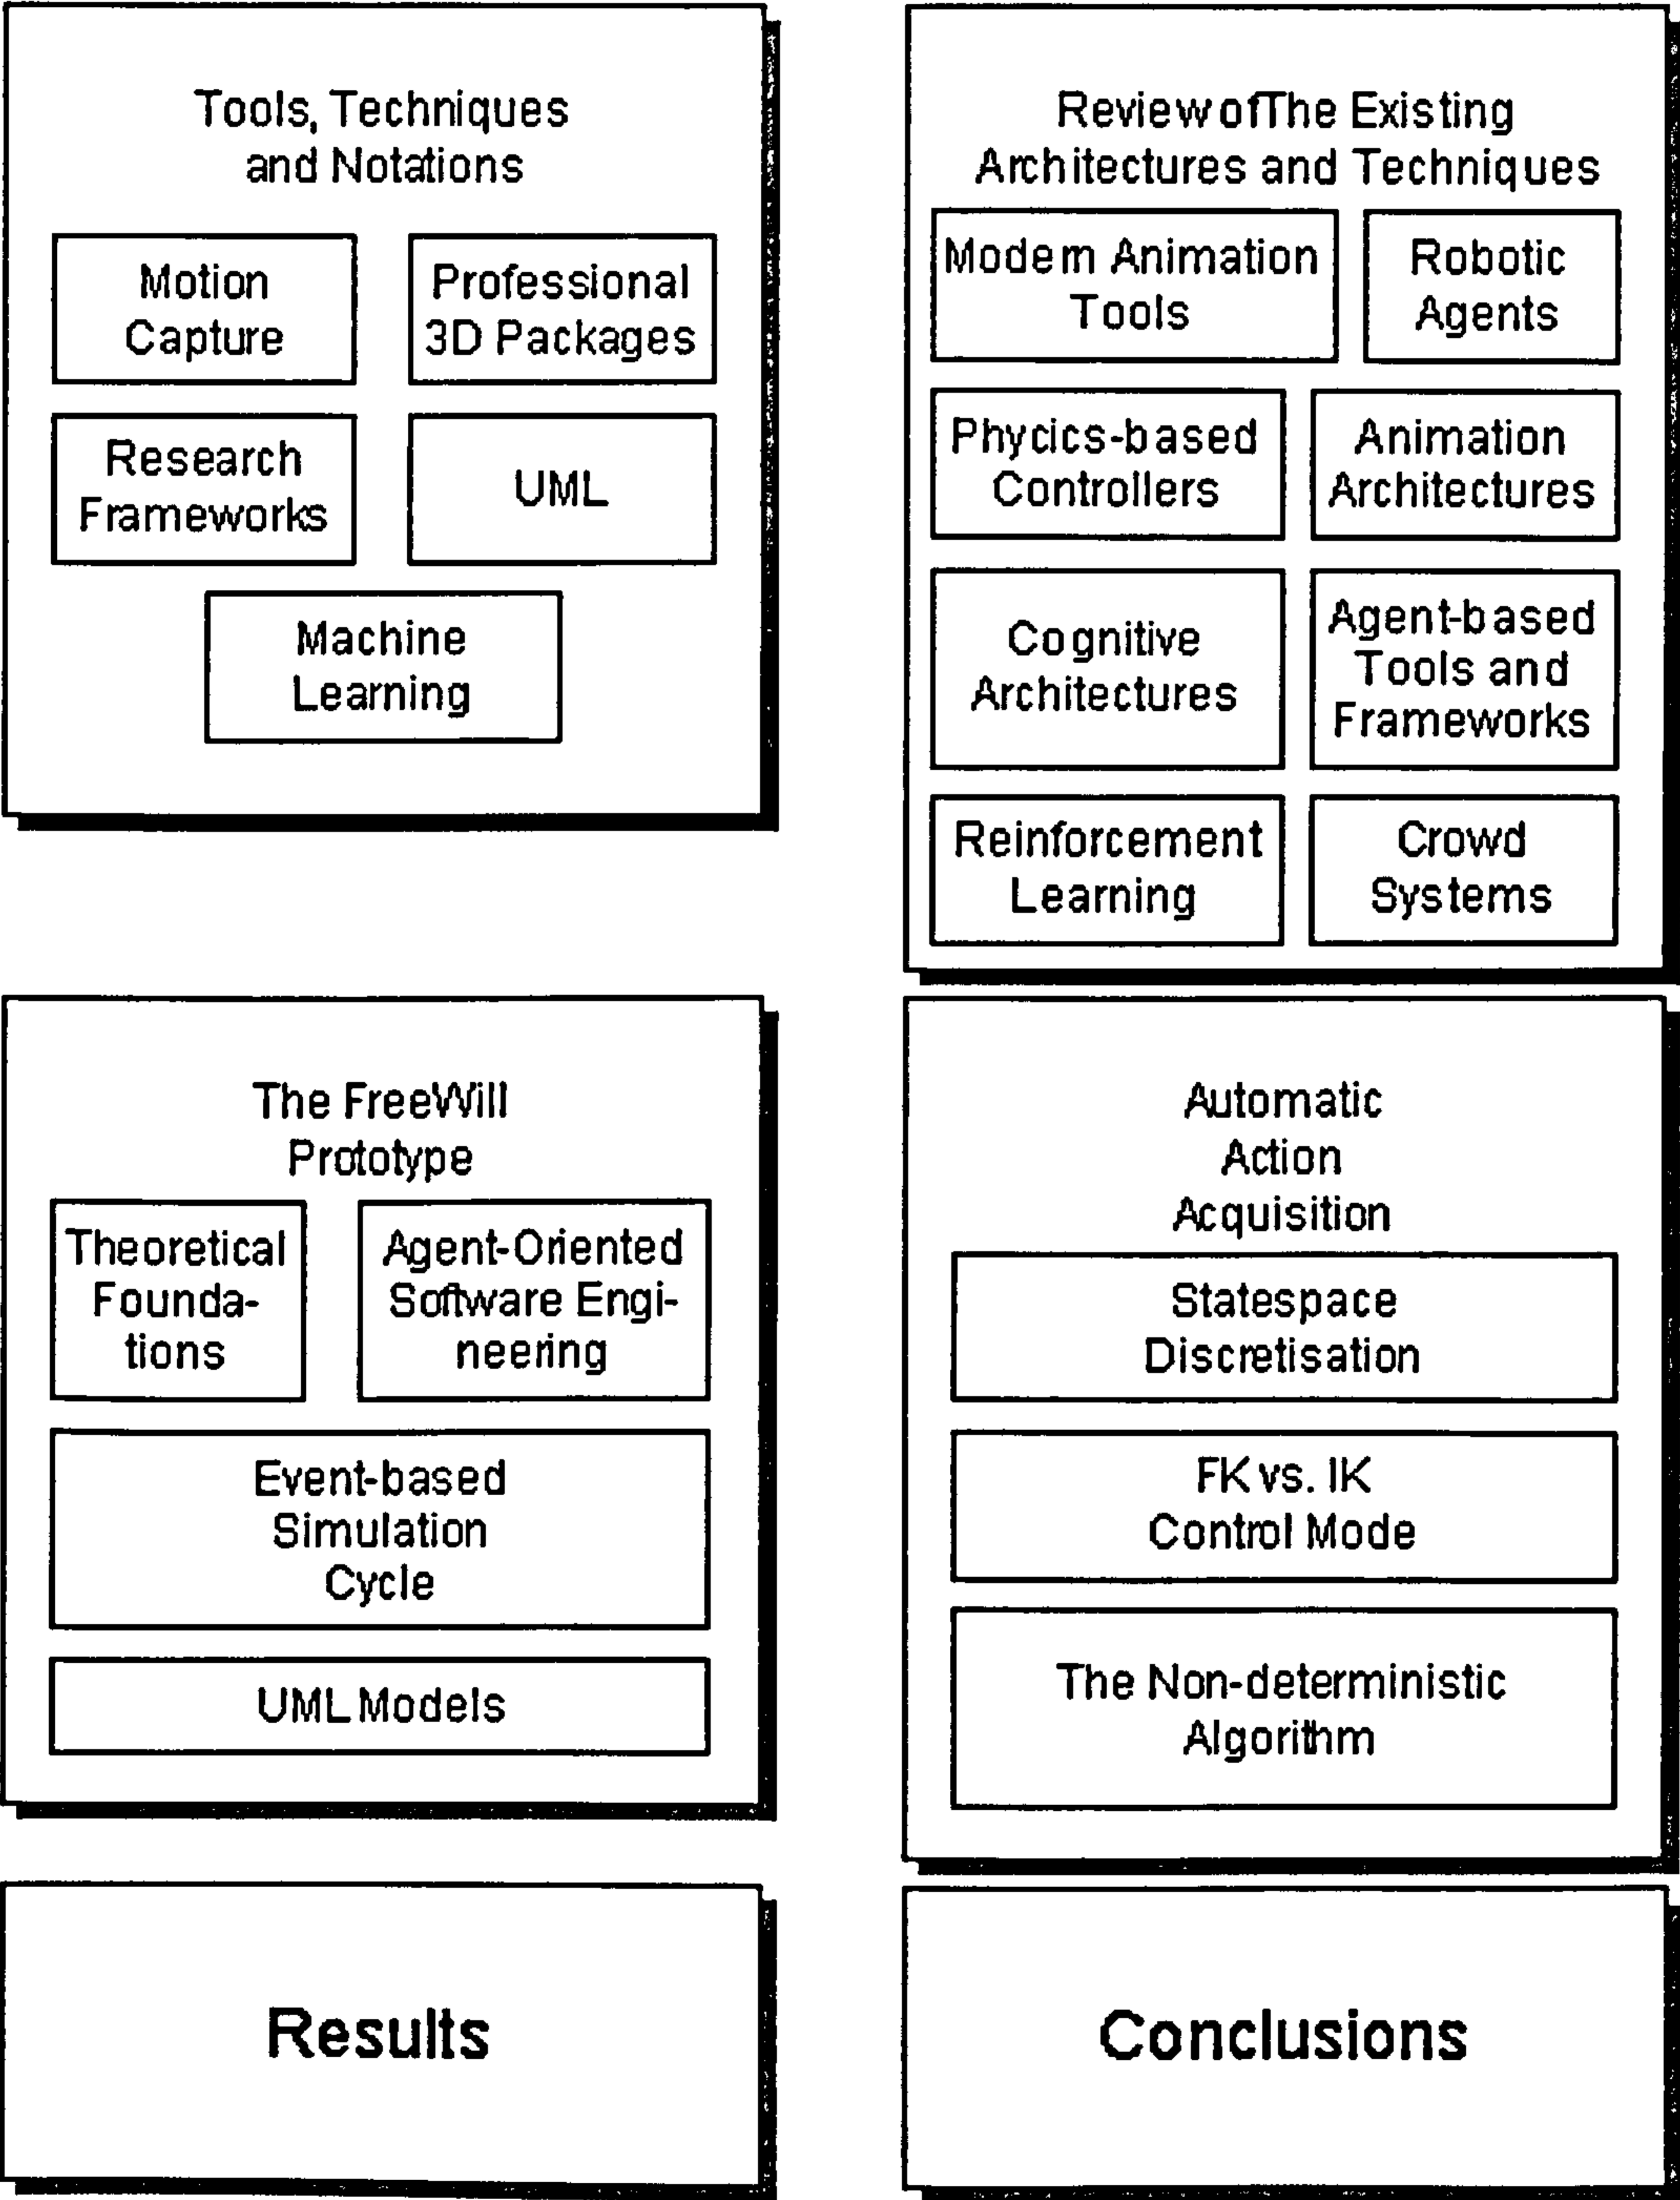 Tools, Techniques
and Notations
Motion
Capture
Professional
3D Packages
Research
Frameworks
UML
Machine
Learning
Review of The Existing
Architectures and Techniques
Modern Animation
Tools
Robotic
Agents
Phycics-based
Controllers
Animation
Architectures
Cognitive
Architectures
Agent-based
Tools and
Frameworks
Reinforcement
Learning
Crowd
Systems
The FreeWill
Prototype
Theoretical
Founda-
tions
Agent-Oriented
Software Engi-
neering
Event-based
Simulation
Cycle
UML Models
Automatic
Action
Acquisition
Statespace
Discretisation
FK vs. IK
Control Mode
The Non-deterministic
Algorithm
Results
Conclusions